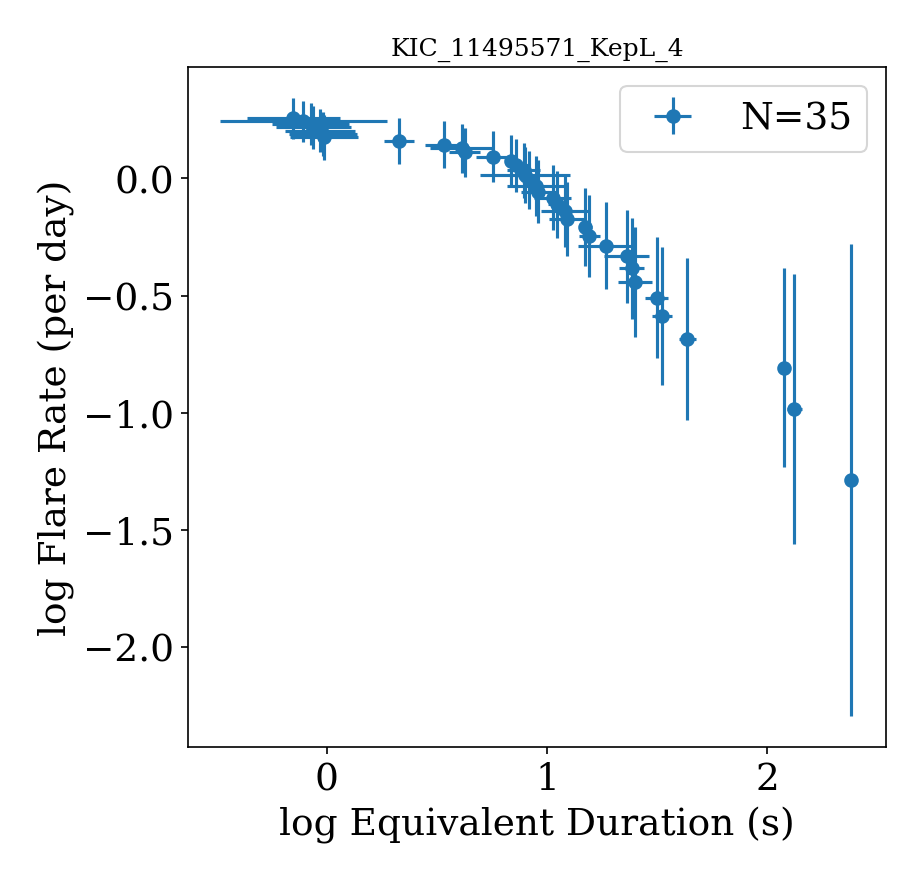 KIC_11495571_KepL_4
N=35
0.0
−0.5
−1.0
−1.5
−2.0
log Flare Rate (per day)
0 1 2
log Equivalent Duration (s)